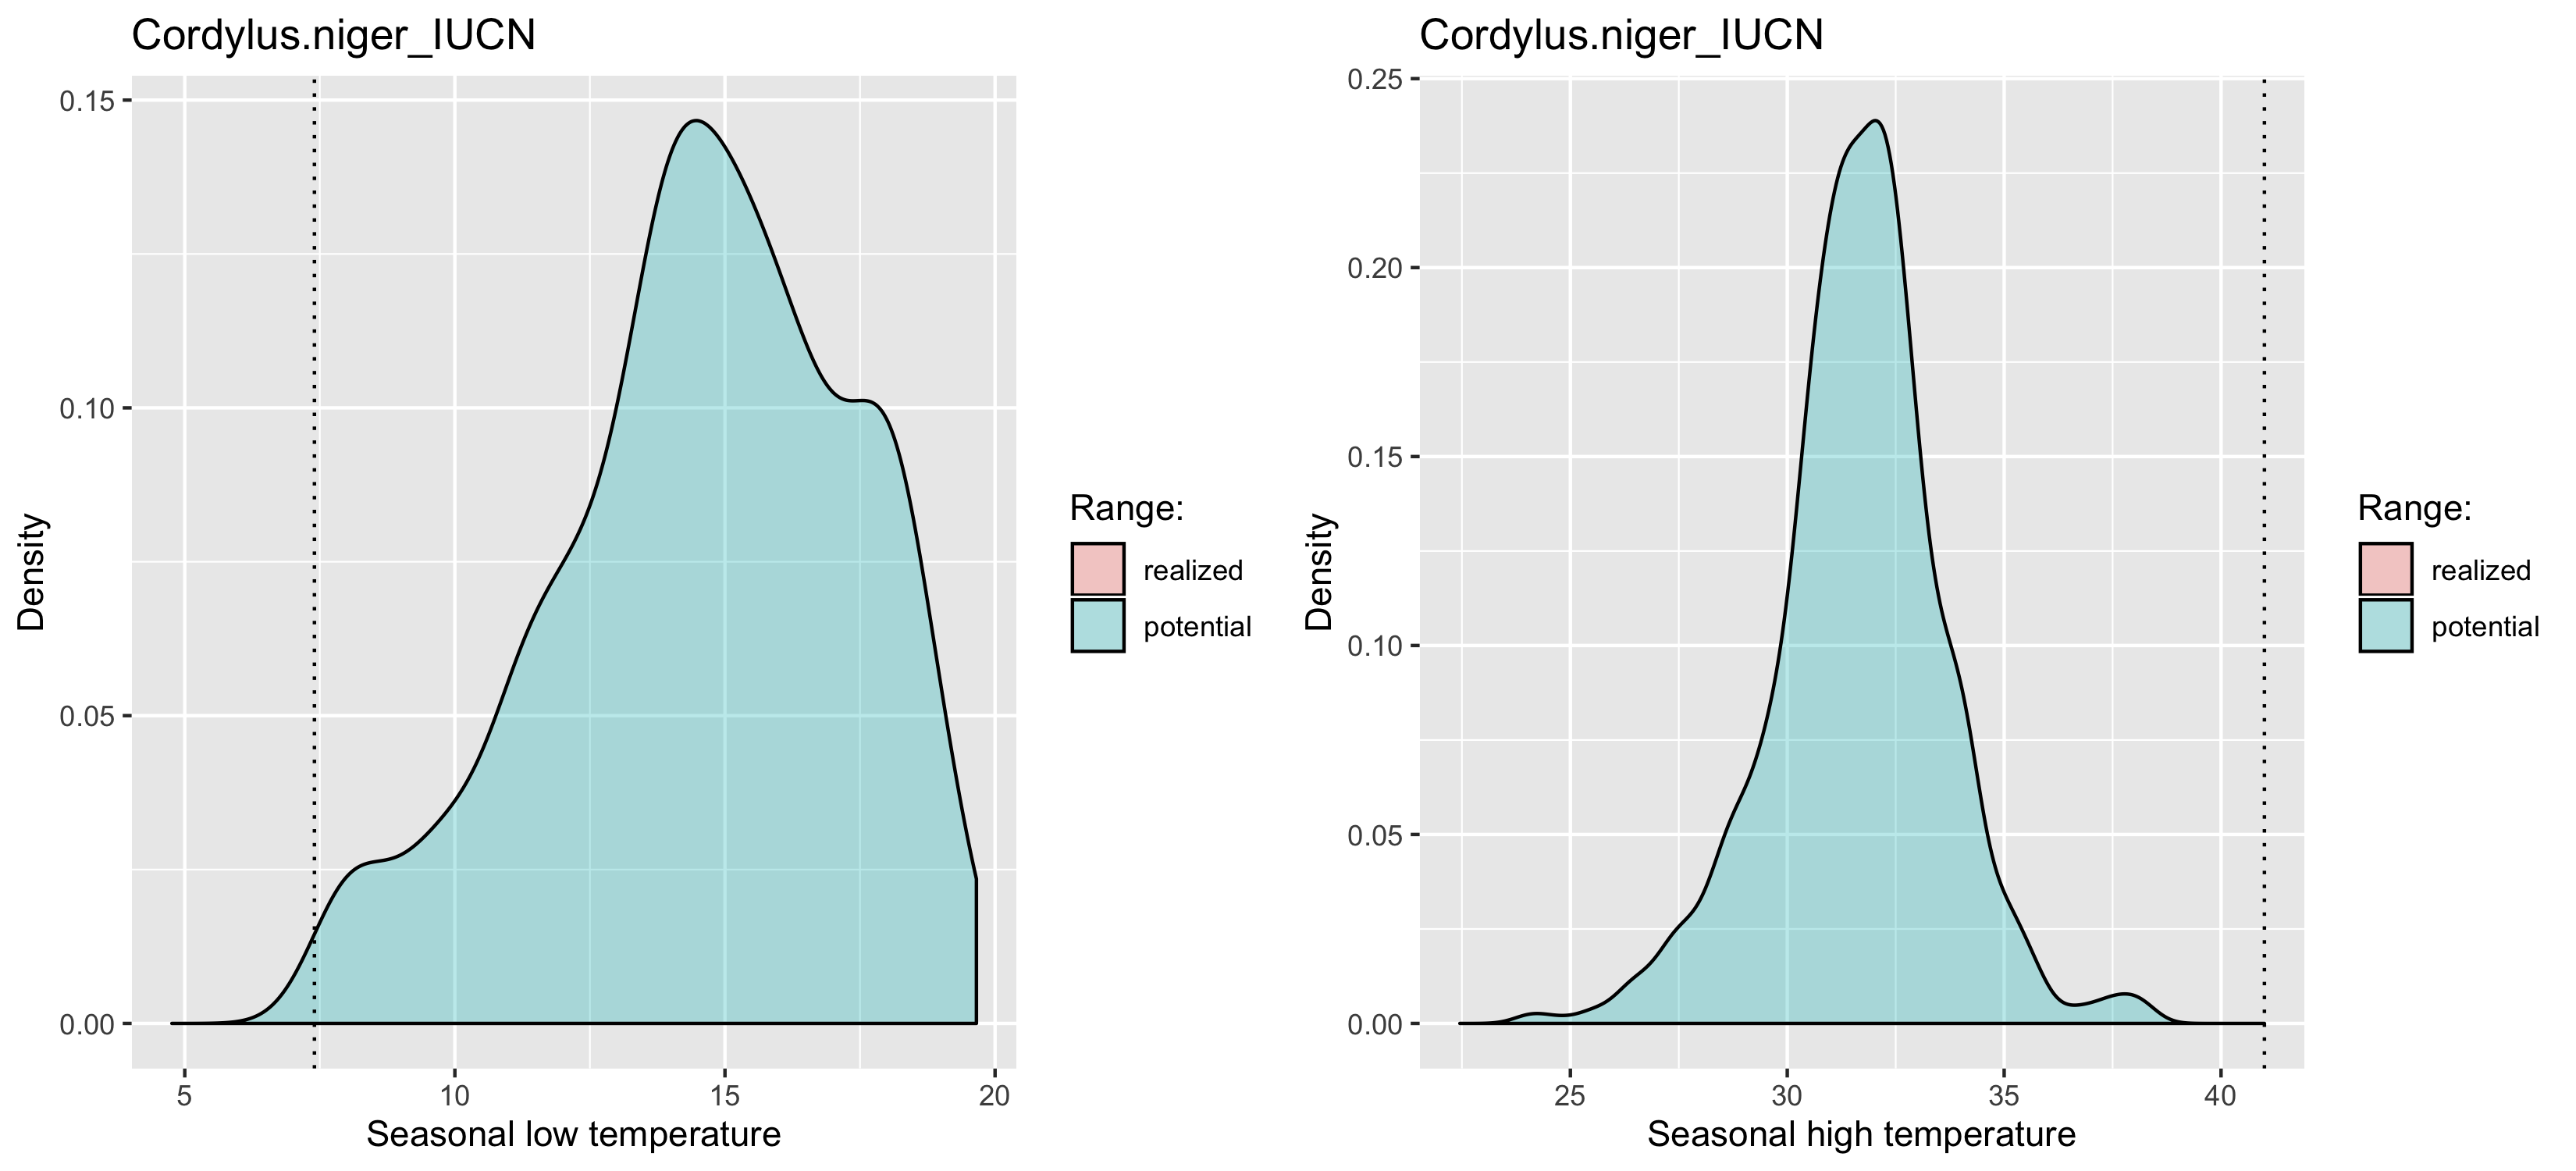 Cordylus.niger_IUCN
0.15
0.10
0.05
0.00
Density
5 10 15 20
Seasonal low temperature
Range:
realized
potential
Cordylus.niger_IUCN
0.25
0.20
0.15
0.10
0.05
0.00
Density
25 30 35 40
Seasonal high temperature
Range:
realized
potential